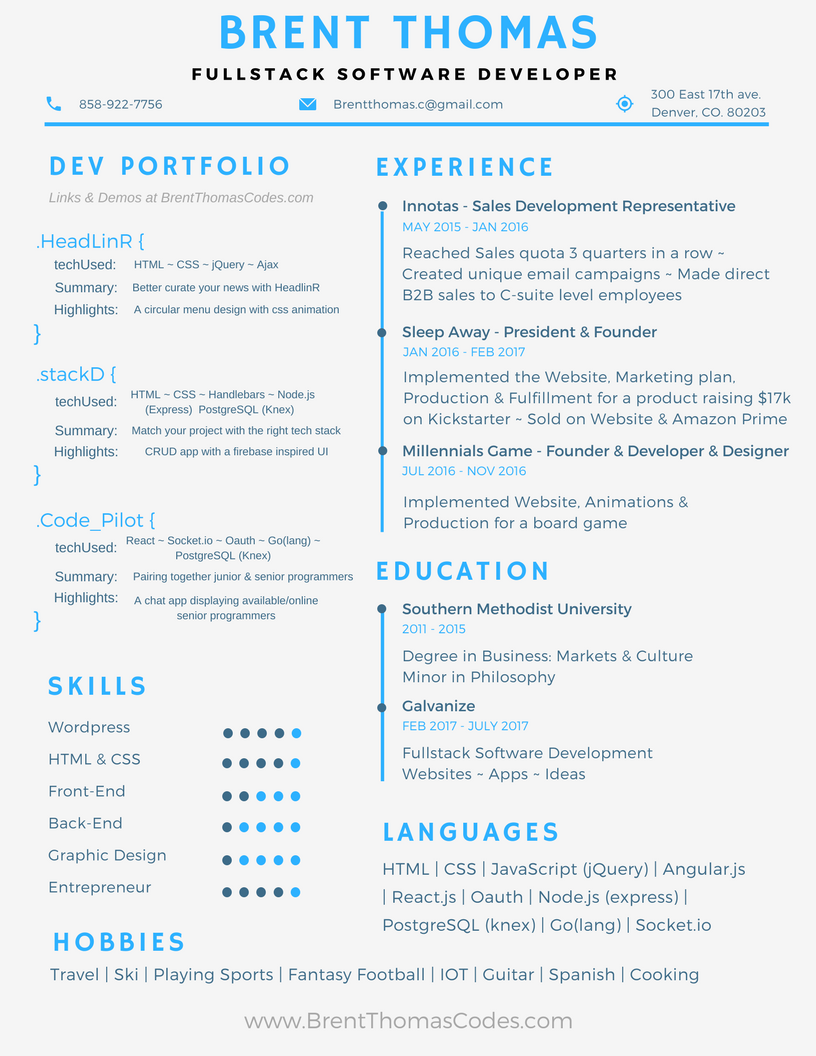 BRENT THOMAS
FULLSTACK SOFTWARE DEVELOPER
858-922-7756
Brentthomas.c@gmail.com
300 East 17th ave.
Denver, CO. 80203
DEV PORTFOLIO
Links & Demos at BrentThomasCodes.com
.HeadLinR {
techUsed: HTML ~ CSS ~ jQuery ~ Ajax
Summary: Better curate your news with HeadlinR
Highlights: A circular menu design with css animation
}
.stackD {
techUsed: HTML ~ CSS ~ Handlebars ~ Node.js
(Express) PostgreSQL (Knex)
Summary: Match your project with the right tech stack
Highlights: CRUD app with a firebase inspired UI
}
.Code_Pilot {
techUsed: React ~ Socket.io ~ Oauth ~ Go(lang) ~
PostgreSQL (Knex)
Summary: Pairing together junior & senior programmers
Highlights: A chat app displaying available/online
senior programmers
}
SKILLS
Wordpress
HTML & CSS
Front-End
Back-End
Graphic Design
Entrepreneur
EXPERIENCE
Innotas - Sales Development Representative
MAY 2015 - JAN 2016
Reached Sales quota 3 quarters in a row ~
Created unique email campaigns ~ Made direct
B2B sales to C-suite level employees
Sleep Away - President & Founder
JAN 2016 - FEB 2017
Implemented the Website, Marketing plan,
Production & Fulfillment for a product raising $17k
on Kickstarter ~ Sold on Website & Amazon Prime
Millennials Game - Founder & Developer & Designer
JUL 2016 - NOV 2016
Implemented Website, Animations &
Production for a board game
EDUCATION
Southern Methodist University
2011 - 2015
Degree in Business: Markets & Culture
Minor in Philosophy
Galvanize
FEB 2017 - JULY 2017
Fullstack Software Development
Websites ~ Apps ~ Ideas
LANGUAGES
HTML | CSS | JavaScript (jQuery) | Angular.js
| React.js | Oauth | Node.js (express) |
PostgreSQL (knex) | Go(lang) | Socket.io
HOBBIES
Travel | Ski | Playing Sports | Fantasy Football | IOT | Guitar | Spanish | Cooking
www.BrentThomasCodes.com